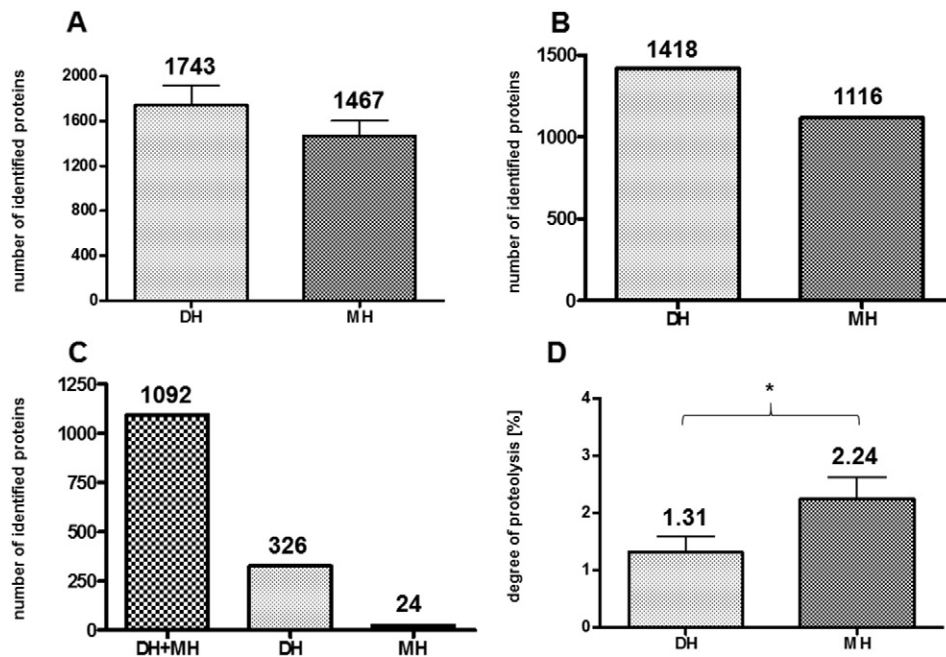 A
number of identified proteins
2000
1600
1200
800
400
0
1743
1467
DH
MH
B
number of identified proteins
1500
1000
500
0
1418
1116
DH
MH
C
number of identified proteins
1250
1000
750
500
250
0
1092
326
24
DH+MH
DH
MH
D
degree of proteolysis [%]
4
3
2
1
0
*
1.31
2.24
DH
MH